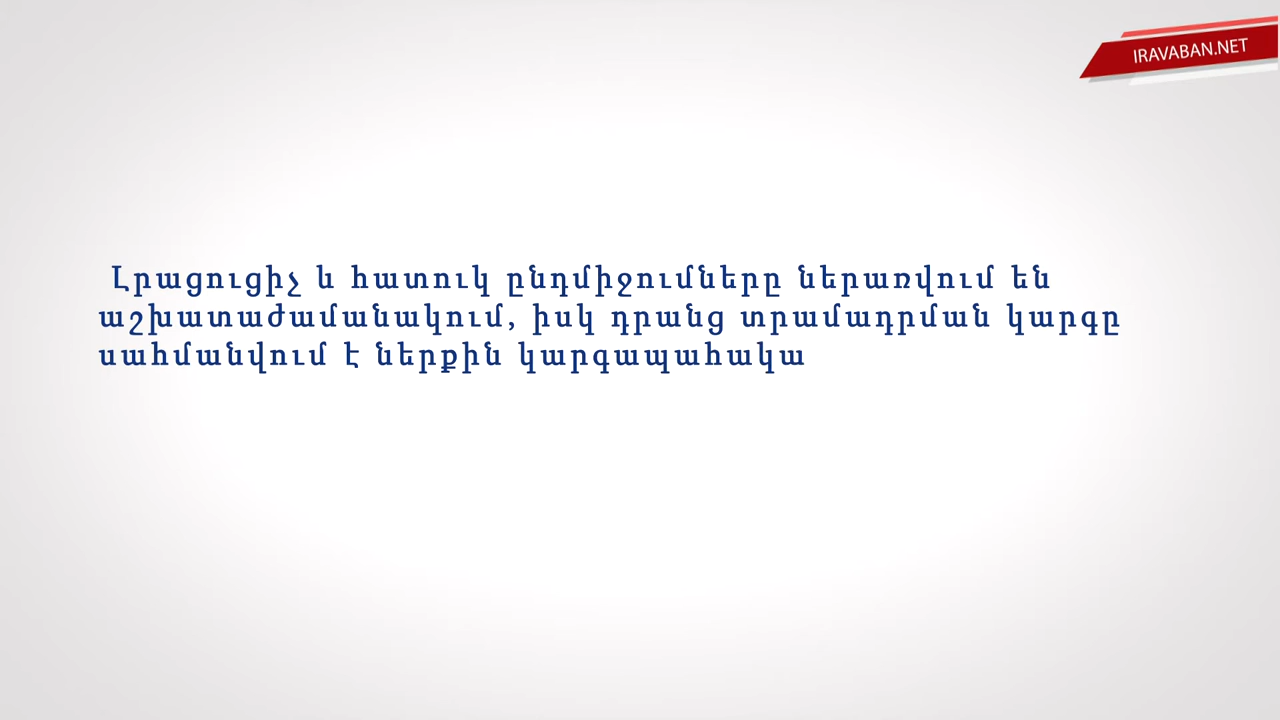 IRAVABAN.NET
Լրացուցիչ և հատուկ ընդմիջումները ներառվում են
աշխատաժամանակում, իսկ դրանց տրամադրման կարգը
սահմանվում է ներքին կարգապահակա